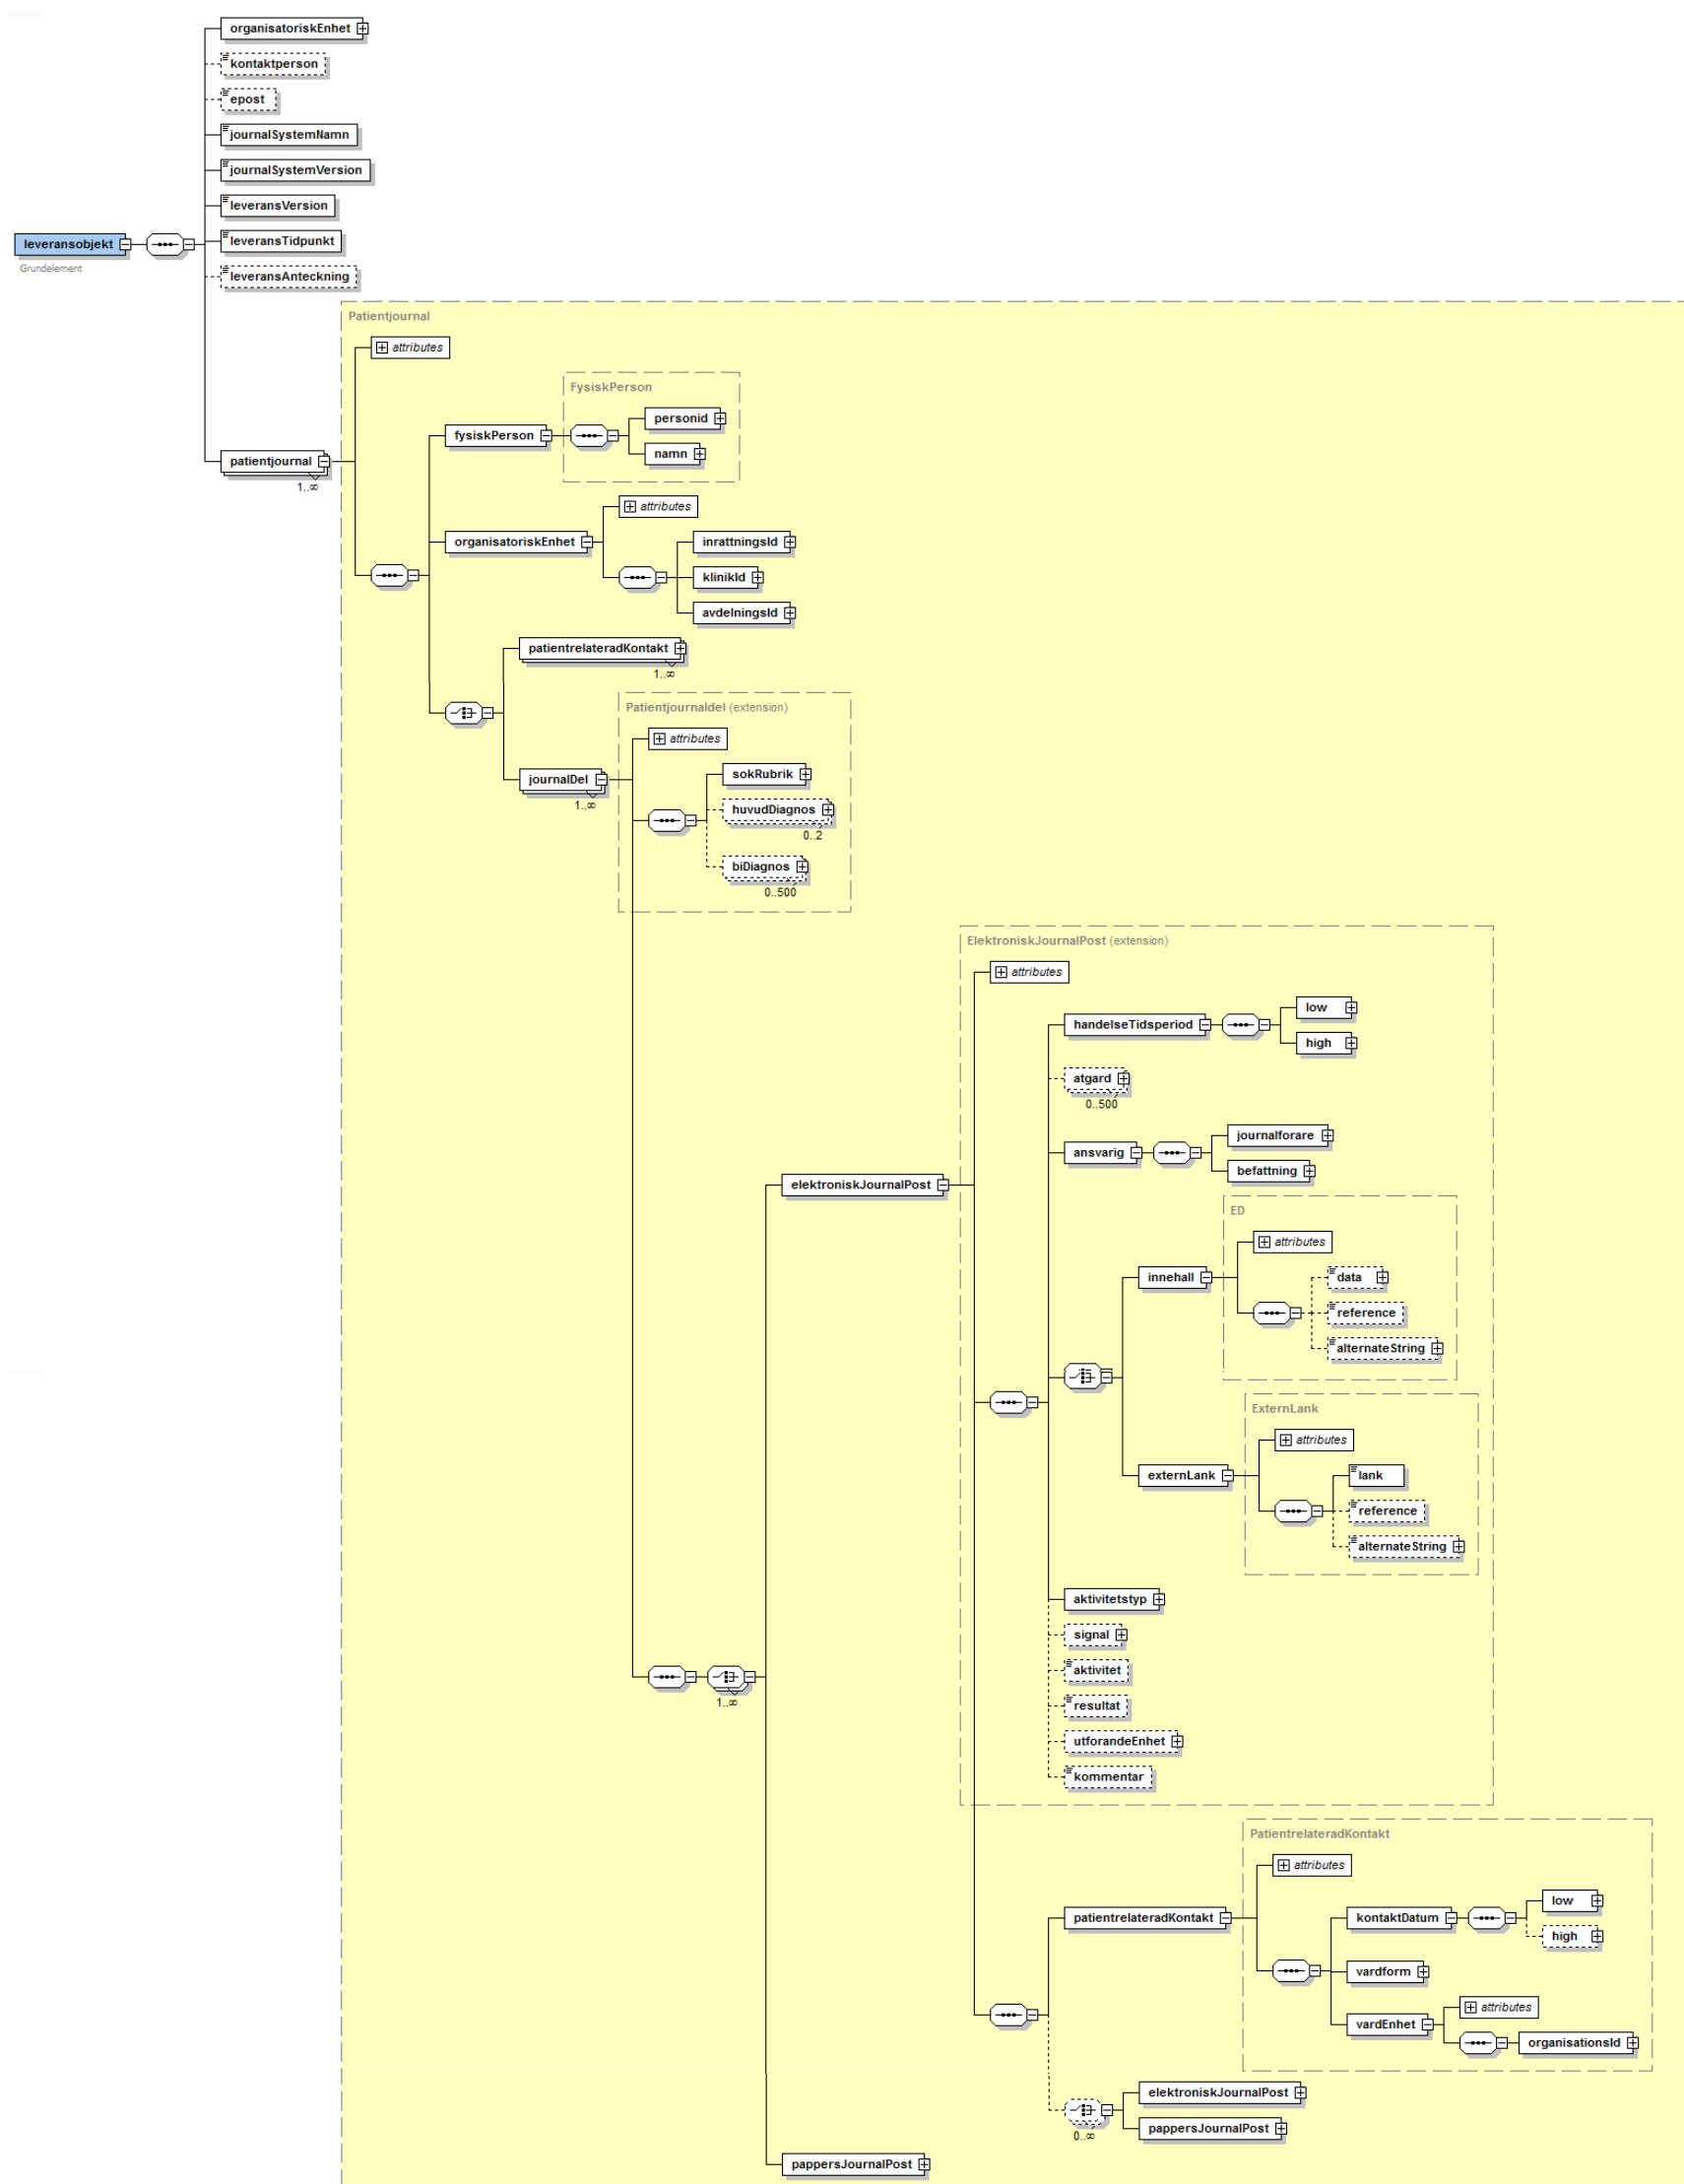 organisatoriskEnhet
kontaktperson
epost
journalSystemNamn
journalSystemVersion
leveransVersion
leveransobjekt
leveransTidpunkt
Grundelement
leveransAnteckning
Patientjournal
attributes
FysiskPerson
personid
fysiskPerson
namn
patientjournal
1..∞
attributes
organisatoriskEnhet
inrattningsId
klinikId
avdelningsId
patientrelateradKontakt
1..∞
Patientjournaldel (extension)
attributes
sokRubrik
journalDel
1..∞
huvudDiagnos
0..2
biDiagnos
0..500
ElektroniskJournalPost (extension)
attributes
low
handelseTidsperiod
high
atgard
0..500
journalforare
ansvarig
befattning
elektroniskJournalPost
ED
attributes
innehall
data
reference
alternateString
ExternLank
attributes
externLank
lank
reference
alternateString
aktivitetstyp
signal
aktivitet
1..∞
resultat
utforandeEnhet
kommentar
PatientrelateradKontakt
attributes
low
patientrelateradKontakt
kontaktDatum
high
vardform
attributes
vardEnhet
organisationsId
elektroniskJournalPost
0..∞
pappersJournalPost
pappersJournalPost